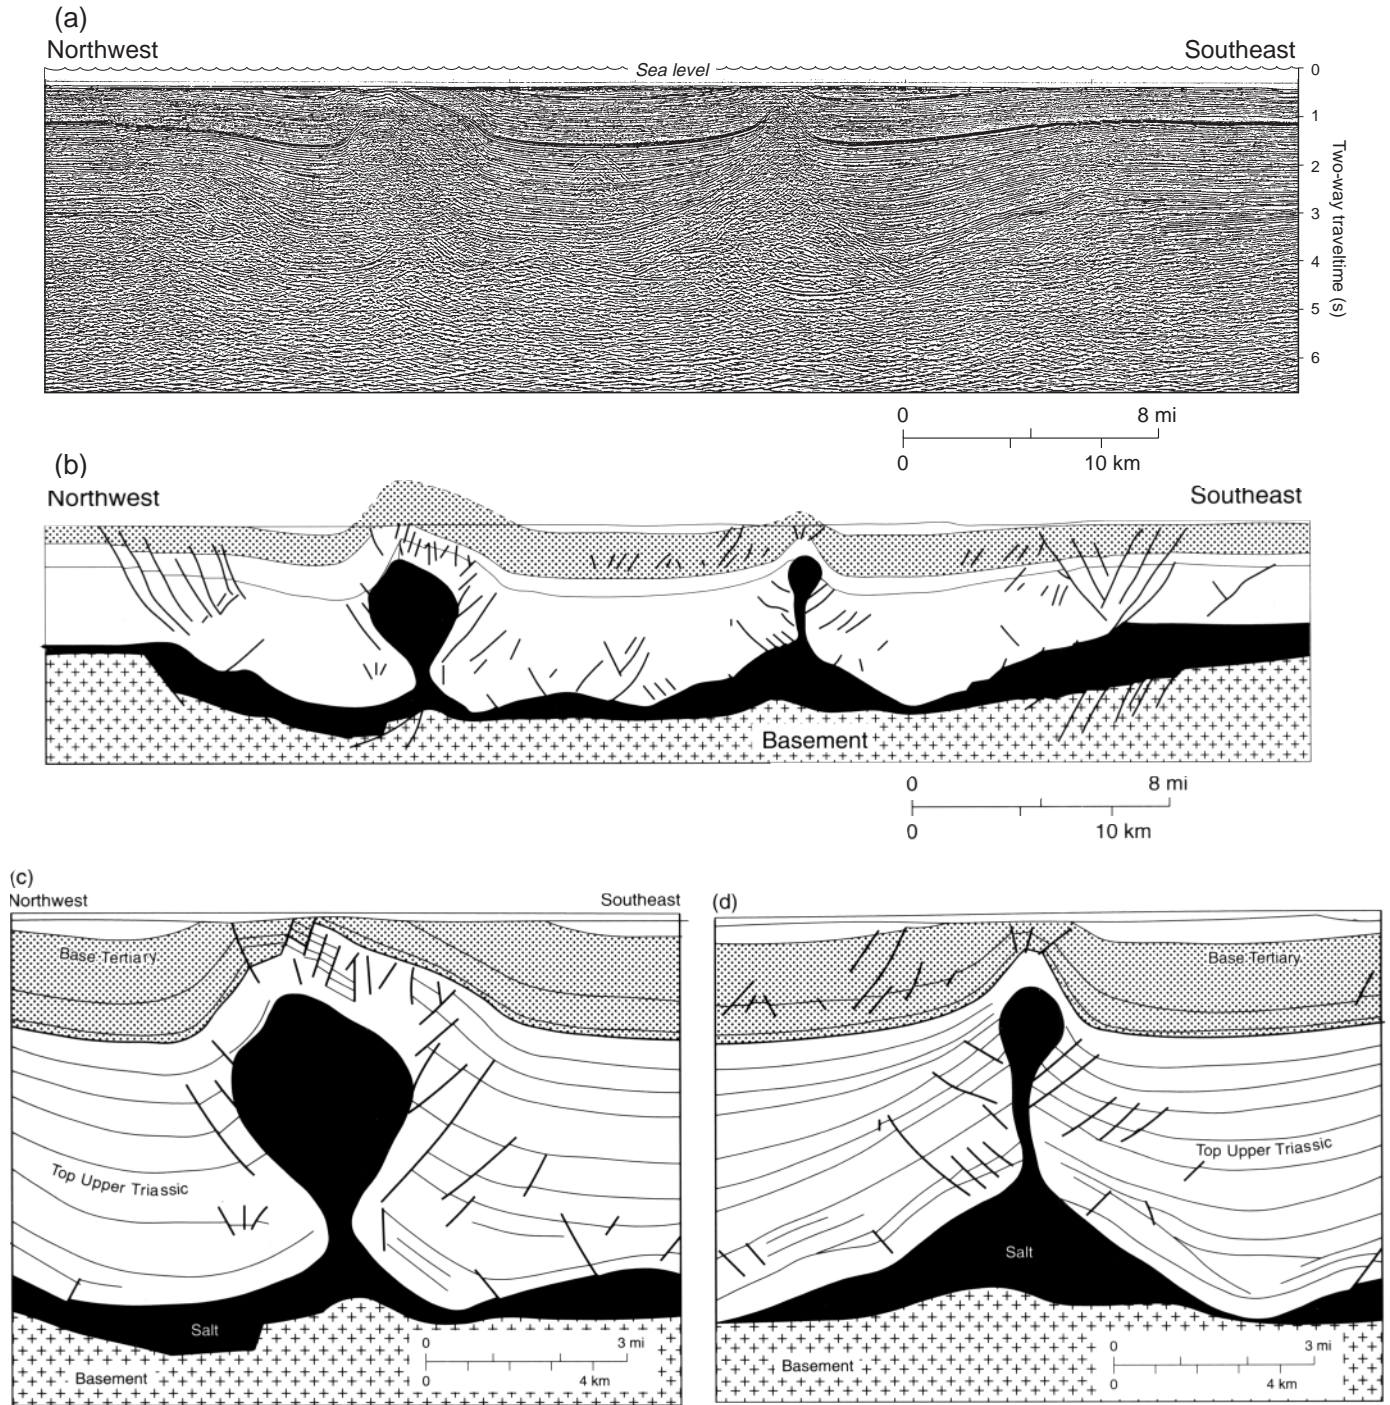 (a)
Northwest
Southeast
Sea level
0
1
2
3
4
5
6
Two-way traveltime (s)
0 8 mi
0 10 km
(b)
Northwest
Southeast
Basement
0 8 mi
0 10 km
(c)
Northwest
Southeast
Base Tertiary
Top Upper Triassic
Salt
Basement
0 3 mi
0 4 km
(d)
Base Tertiary
Top Upper Triassic
Salt
Basement
0 3 mi
0 4 km